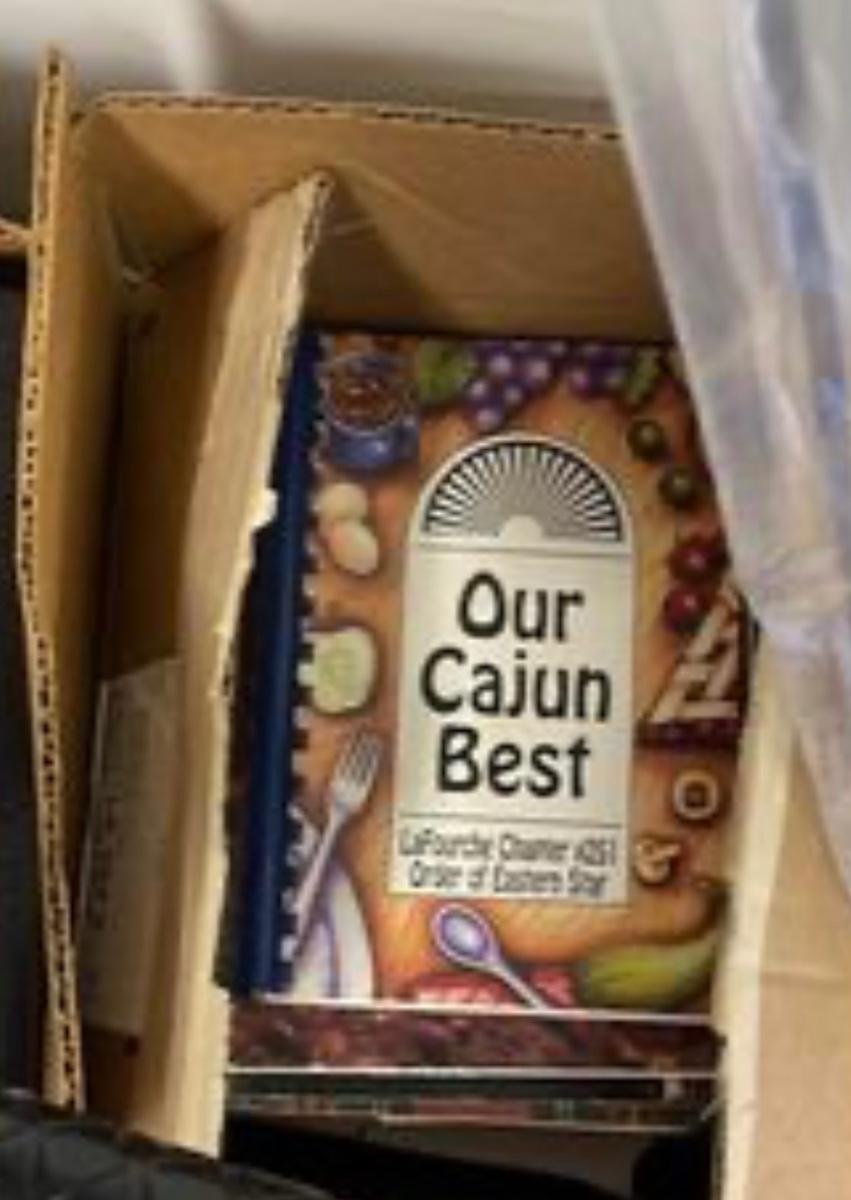 Our
Cajun
Best
LaFourche Chapter #251
Order of Eastern Star